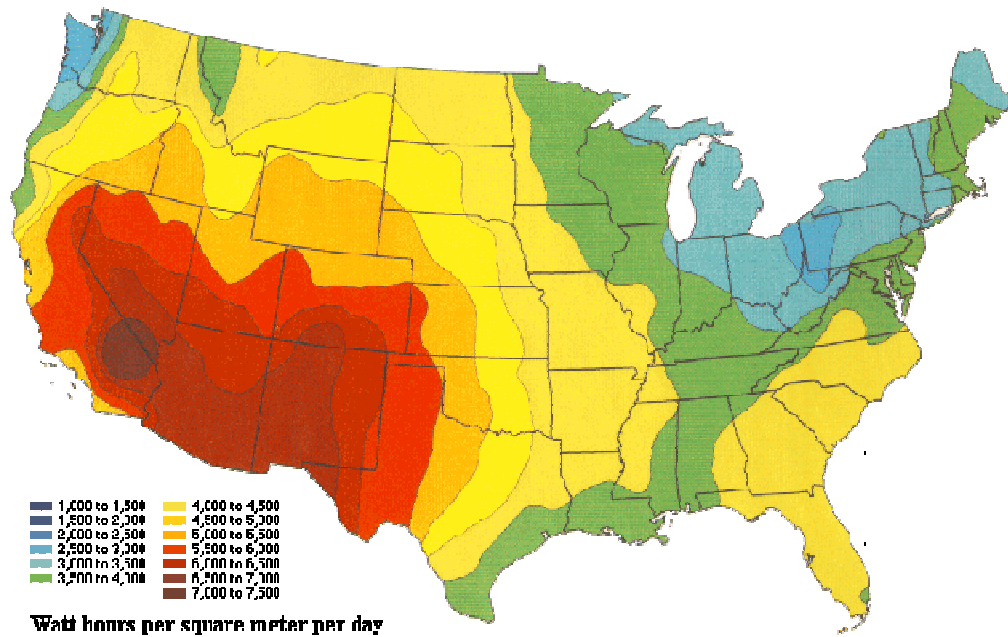 1,000 to 1,500
1,500 to 2,000
2,000 to 2,500
2,500 to 3,000
3,000 to 3,500
3,500 to 4,000
4,000 to 4,500
4,500 to 5,000
5,000 to 5,500
5,500 to 6,000
6,000 to 6,500
6,500 to 7,000
7,000 to 7,500
Watt hours per square meter per day